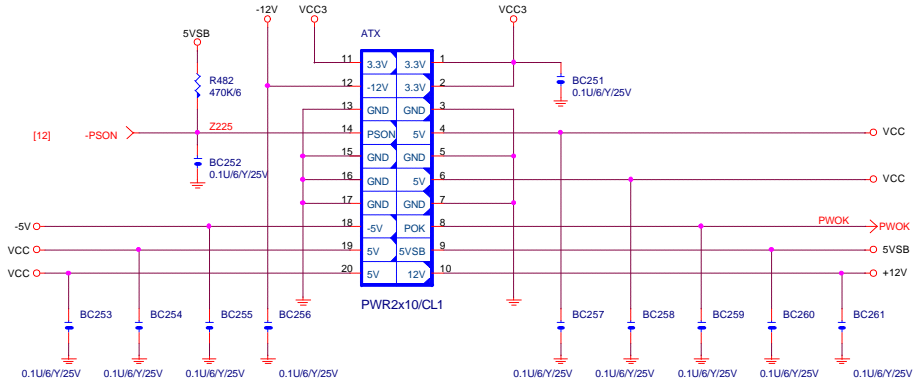 -12V VCC3 VCC3
5VSB ATX
11 3.3V 3.3V 1
R482
470K/6
12 -12V 3.3V 2
BC251
0.1U/6/Y/25V
13 GND GND 3
[12] -PSON Z225 14 PSON 5V 4 VCC
15 GND GND 5
BC252
0.1U/6/Y/25V
16 GND 5V 6 VCC
17 GND GND 7
-5V 18 -5V POK 8 PWOK PWOK
VCC 19 5V 5VSB 9 5VSB
VCC 20 5V 12V 10 +12V
PWR2x10/CL1
BC253 BC254 BC255 BC256 BC257 BC258 BC259 BC260 BC261
0.1U/6/Y/25V 0.1U/6/Y/25V 0.1U/6/Y/25V 0.1U/6/Y/25V 0.1U/6/Y/25V 0.1U/6/Y/25V 0.1U/6/Y/25V 0.1U/6/Y/25V 0.1U/6/Y/25V